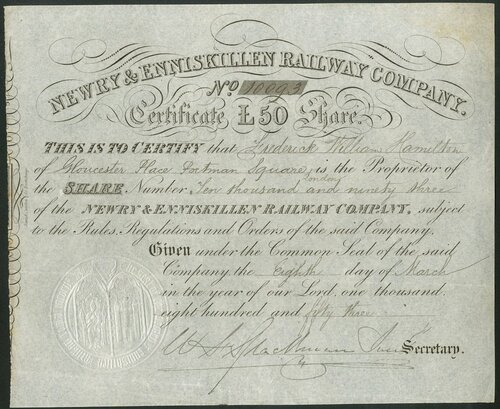 NEWRY & ENNISKILLEN RAILWAY COMPANY.
No. 10093
Certificate £50 Share.
THIS IS TO CERTIFY that Frederick William Hamilton
of Gloucester Place Portman Square London is the Proprietor of
the SHARE Number Ten thousand and ninety three
of the NEWRY & ENNISKILLEN RAILWAY COMPANY, subject
to the Rules, Regulations and Orders of the said Company.
Given under the Common Seal of the said
Company the Eighth day of March
in the year of our Lord, one thousand
eight hundred and fifty three
Secretary.